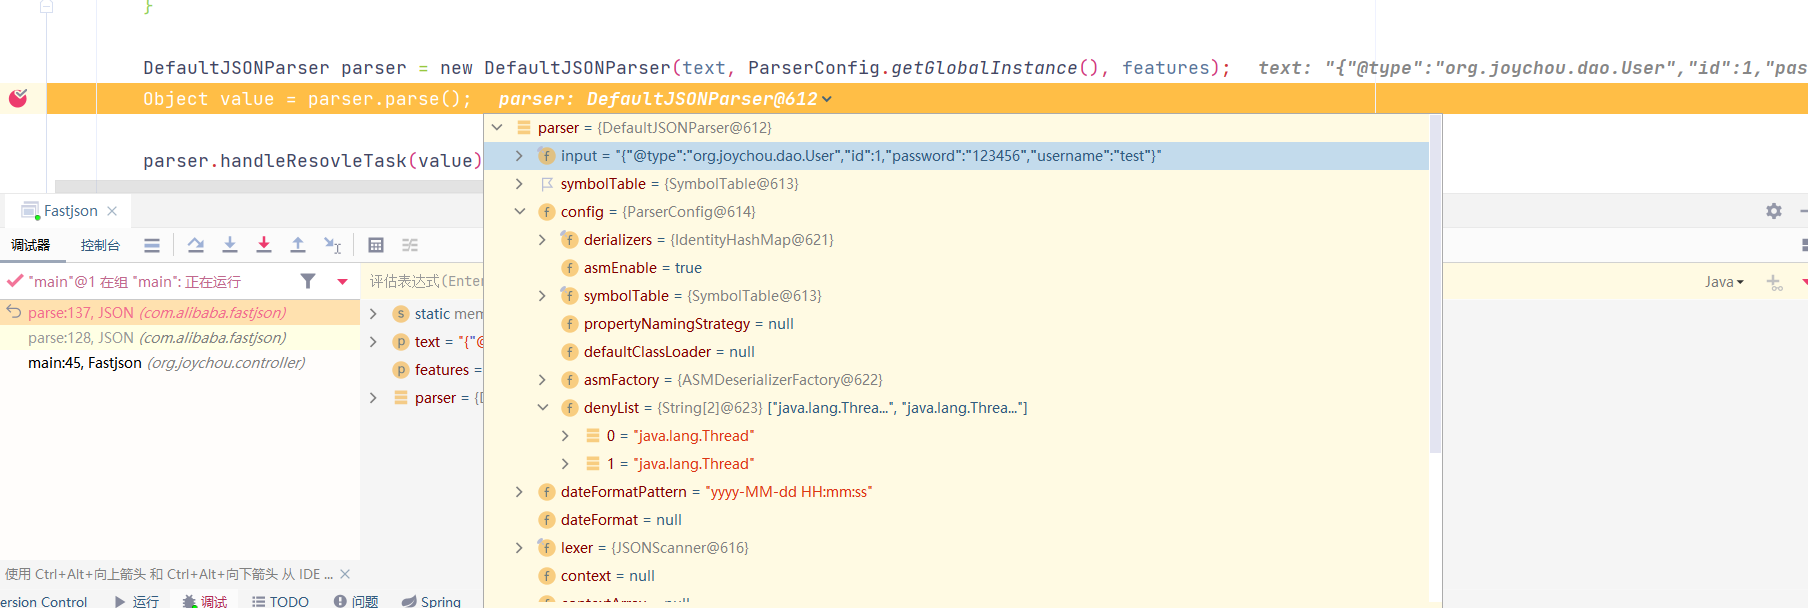 }
DefaultJSONParser parser = new DefaultJSONParser(text, ParserConfig.getGlobalInstance(), features); text: "{"@type":"org.joychou.dao.User","id":1,"pas
Object value = parser.parse(); parser: DefaultJSONParser@612
parser = {DefaultJSONParser@612}
input = "{"@type":"org.joychou.dao.User","id":1,"password":"123456","username":"test"}"
parser.handleResovleTask(value)
symbolTable = {SymbolTable@613}
Fastjson
config = {ParserConfig@614}
调试器 控制台
derializers = {IdentityHashMap@621}
asmEnable = true
"main"@1 在组 "main": 正在运行
评估表达式(Enter
Java
symbolTable = {SymbolTable@613}
parse:137, JSON (com.alibaba.fastjson)
static mem
propertyNamingStrategy = null
parse:128, JSON (com.alibaba.fastjson)
text = "{"@
defaultClassLoader = null
main:45, Fastjson (org.joychou.controller)
features =
asmFactory = {ASMDeserializerFactory@622}
parser = {D
denyList = {String[2]@623} ["java.lang.Threa...", "java.lang.Threa..."]
0 = "java.lang.Thread"
1 = "java.lang.Thread"
dateFormatPattern = "yyyy-MM-dd HH:mm:ss"
dateFormat = null
lexer = {JSONScanner@616}
context = null
使用 Ctrl+Alt+向上箭头 和 Ctrl+Alt+向下箭头 从 IDE ...
ersion Control 运行 调试 TODO 问题 Spring